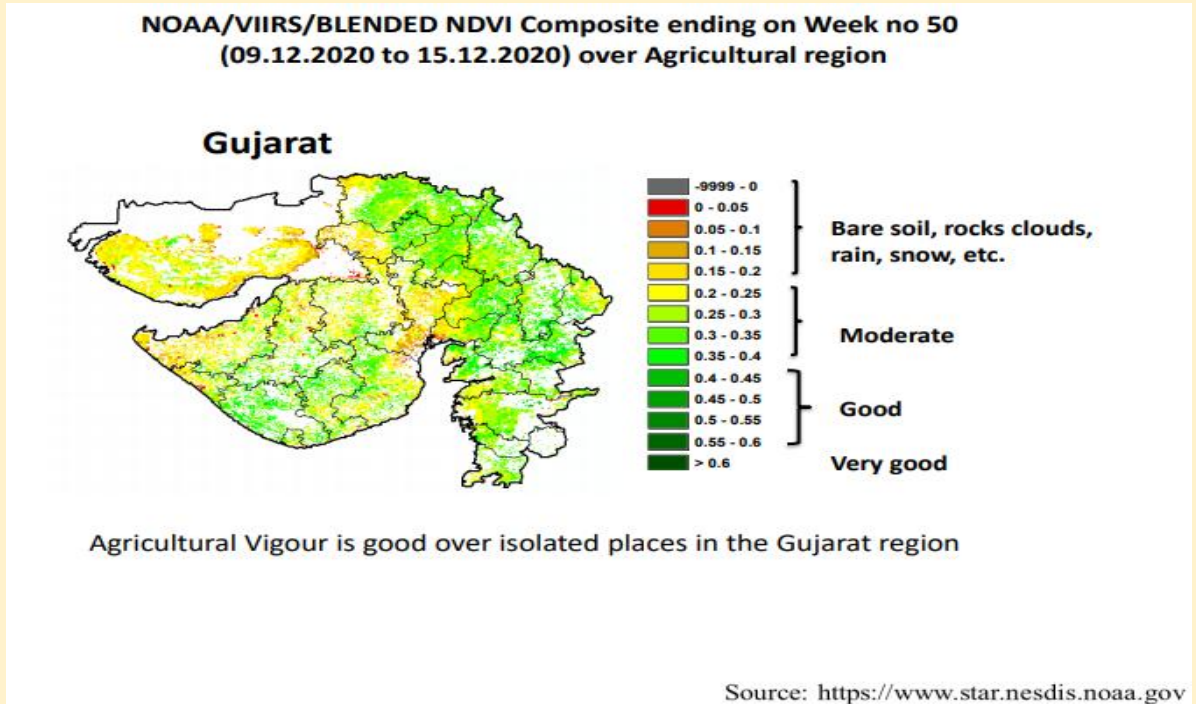 NOAA/VIIRS/BLENDED NDVI Composite ending on Week no 50
(09.12.2020 to 15.12.2020) over Agricultural region
Gujarat
-9999 - 0
0 - 0.05
0.05 - 0.1
0.1 - 0.15
0.15 - 0.2
Bare soil, rocks clouds,
rain, snow, etc.
0.2 - 0.25
0.25 - 0.3
0.3 - 0.35
0.35 - 0.4
Moderate
0.4 - 0.45
0.45 - 0.5
0.5 - 0.55
0.55 - 0.6
Good
> 0.6
Very good
Agricultural Vigour is good over isolated places in the Gujarat region
Source: https://www.star.nesdis.noaa.gov